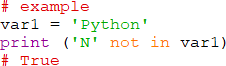 # example
var1 = 'Python'
print ('N' not in var1)
# True